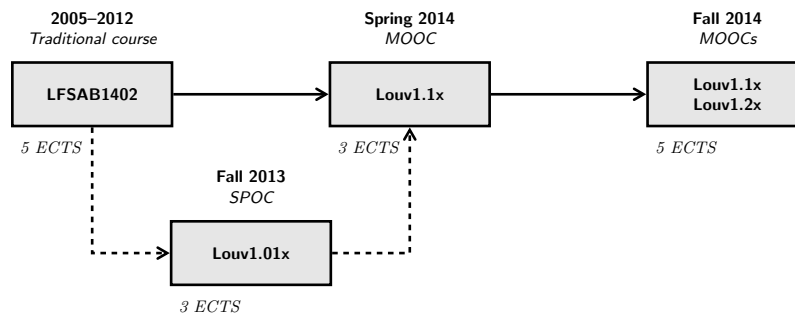 2005–2012
Traditional course
LFSAB1402
5 ECTS
Spring 2014
MOOC
Louv1.1x
3 ECTS
Fall 2014
MOOCs
Louv1.1x
Louv1.2x
5 ECTS
Fall 2013
SPOC
Louv1.01x
3 ECTS